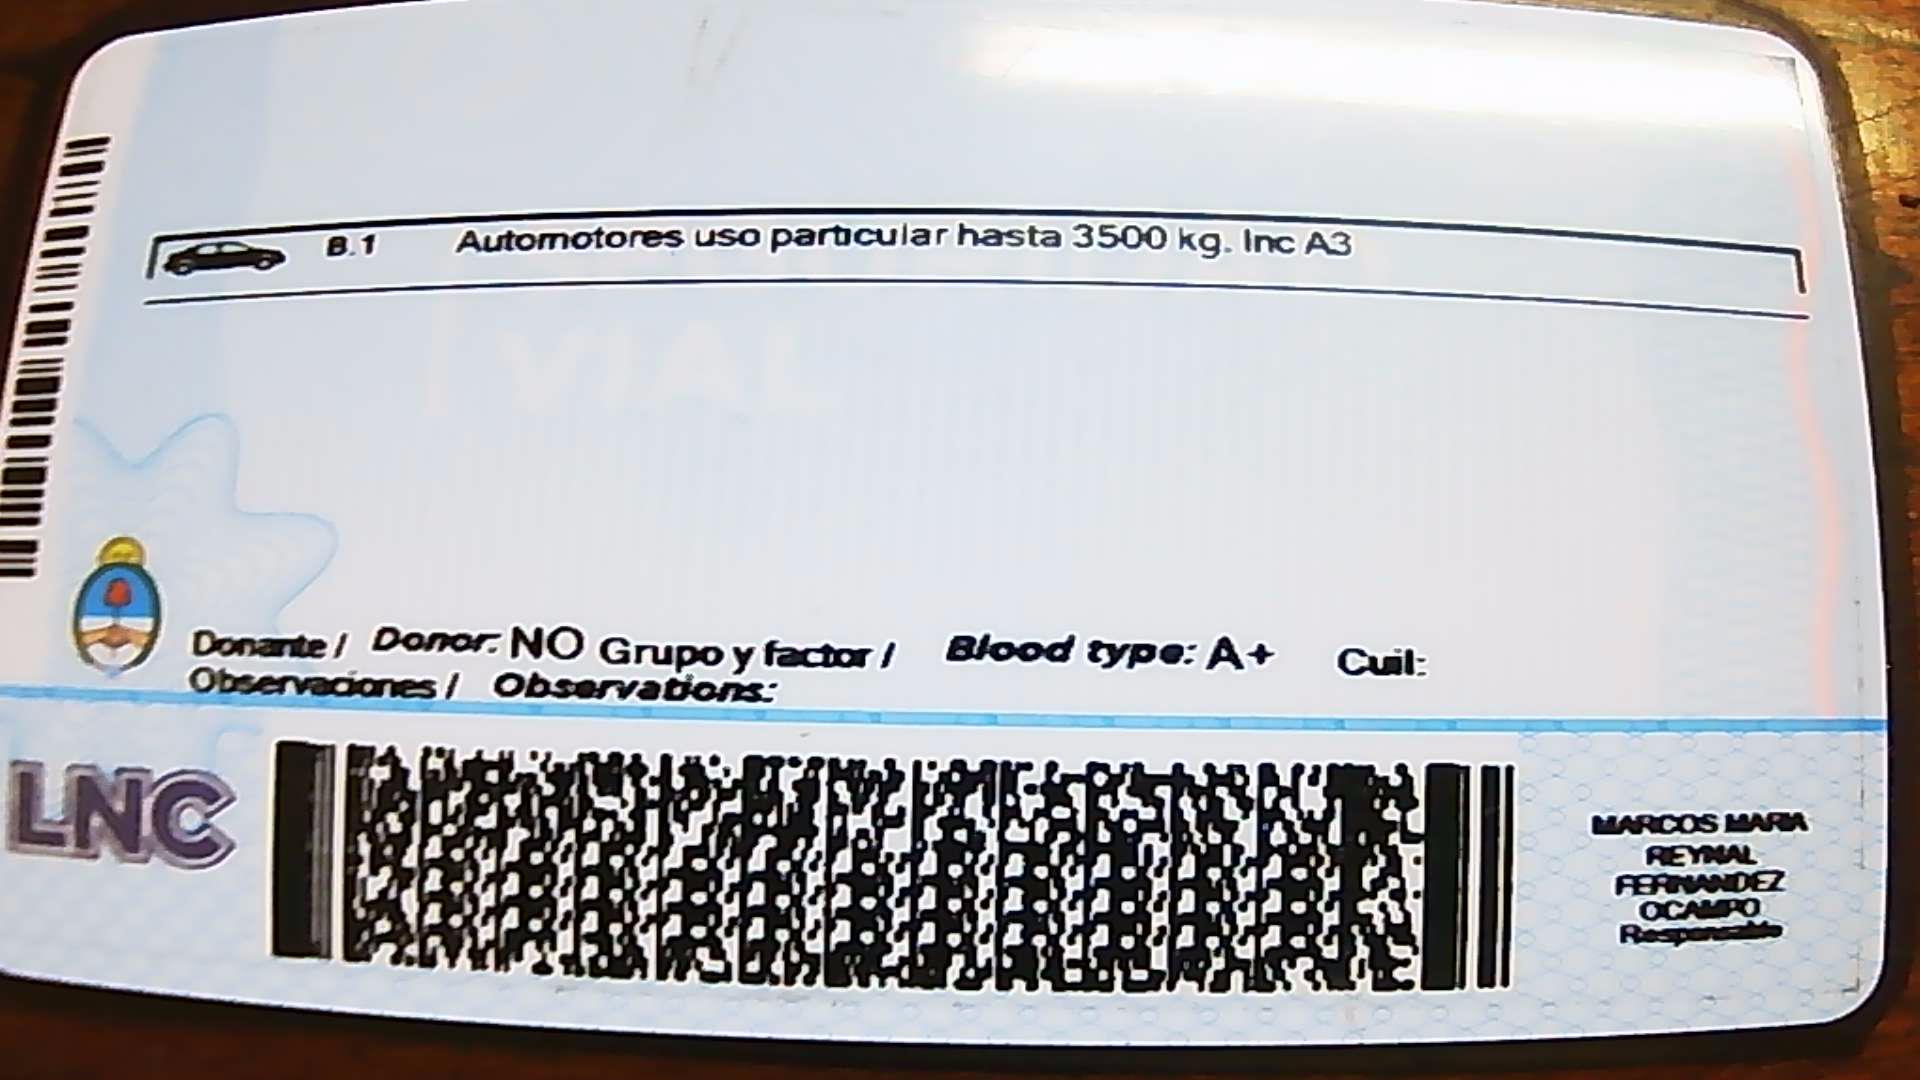 B.1 Automotores uso particular hasta 3500 kg. Inc A3
VIAL
Donante / Donor: NO Grupo y factor / Blood type: A+ Cuil:
Observaciones / Observations:
LNC
MARCOS MARIA
REYNAL
FERNANDEZ
OCAMPO
Responsable